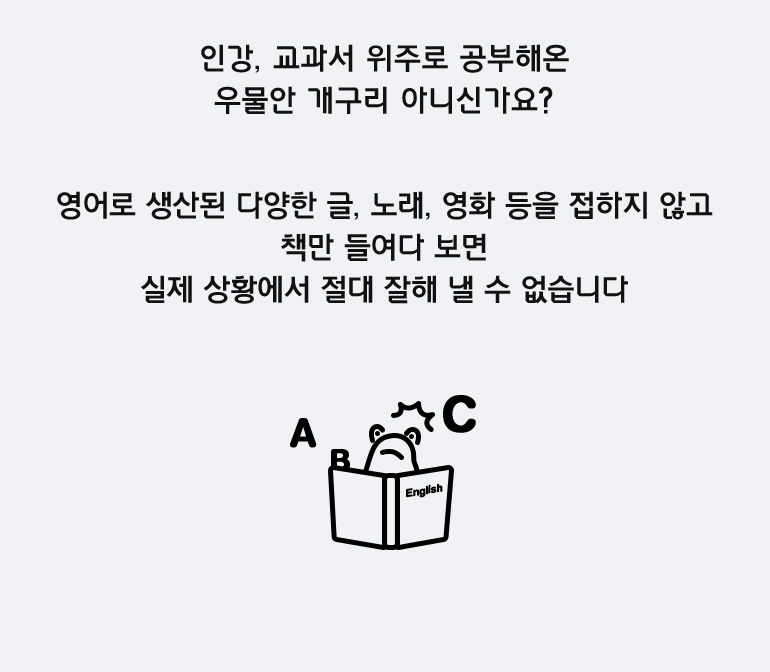 인강, 교과서 위주로 공부해온
우물안 개구리 아니신가요?
영어로 생산된 다양한 글, 노래, 영화 등을 접하지 않고
책만 들여다 보면
실제 상황에서 절대 잘해 낼 수 없습니다
A
B
C
English